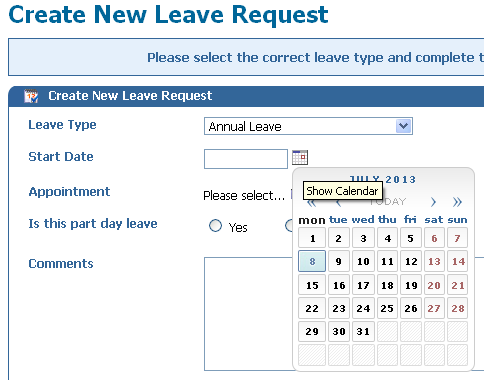 Create New Leave Request
Please select the correct leave type and complete t
Create New Leave Request
Leave Type
Annual Leave
Start Date
JULY 2013
Show Calendar
« ‹ TODAY › »
Appointment
Please select...
mon tue wed thu fri sat sun
Is this part day leave
Yes
1 2 3 4 5 6 7
8 9 10 11 12 13 14
Comments
15 16 17 18 19 20 21
22 23 24 25 26 27 28
29 30 31